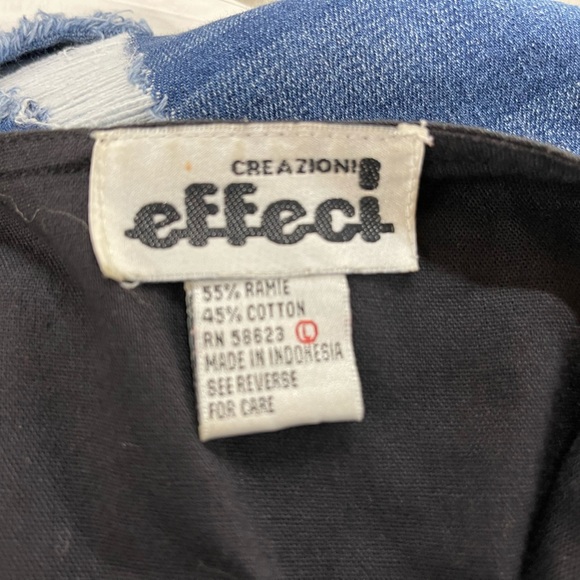 CREAZIONI
effeci
55% RAMIE
45% COTTON
RN 58623 L
MADE IN INDONESIA
SEE REVERSE
FOR CARE